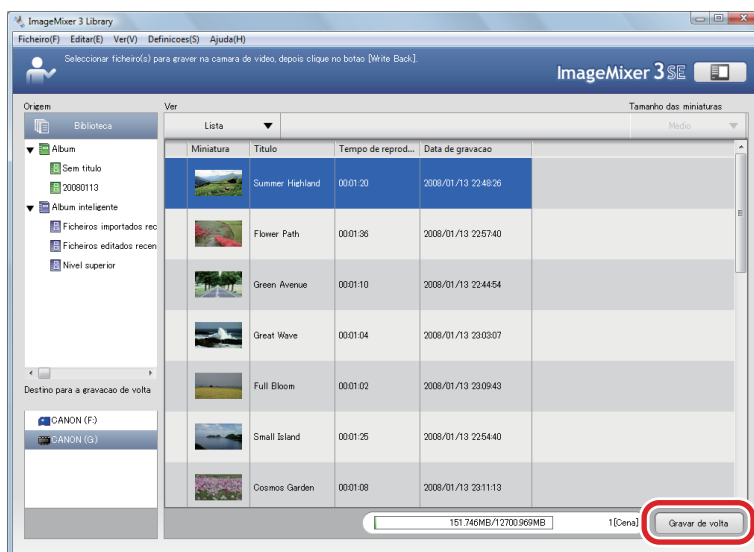 ImageMixer 3 Library
Ficheiro(F) Editar(E) Ver(V) Definicoes(S) Ajuda(H)
Seleccionar ficheiro(s) para graver na camara de video, depois clique no botao [Write Back].
ImageMixer 3 SE
Origem Ver Tamanho das miniaturas
Biblioteca Lista Medio
Album
Sem titulo
20080113
Album inteligente
Ficheiros importados rec
Ficheiros editados recen
Nivel superior
Miniatura Titulo Tempo de reprod... Data de gravacao
Summer Highland 00:01:20 2008/01/13 22:48:26
Flower Path 00:01:36 2008/01/13 22:57:40
Green Avenue 00:01:10 2008/01/13 22:44:54
Great Wave 00:01:04 2008/01/13 23:03:07
Full Bloom 00:01:02 2008/01/13 23:09:43
Small Island 00:01:25 2008/01/13 22:54:40
Cosmos Garden 00:01:08 2008/01/13 23:11:13
Destino para a gravacao de volta
CANON (F:)
CANON (G:)
151.746MB/12700.969MB 1[Cena] Gravar de volta